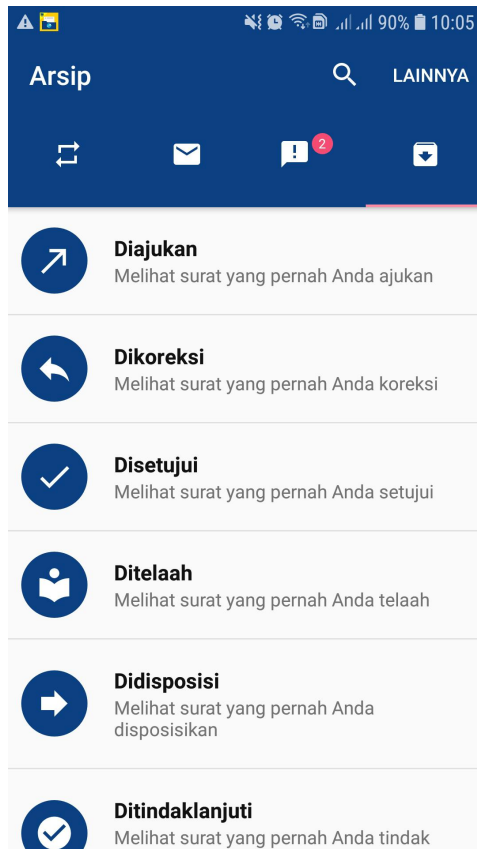 90% 10:05
Arsip
LAINNYA
2
Diajukan
Melihat surat yang pernah Anda ajukan
Dikoreksi
Melihat surat yang pernah Anda koreksi
Disetujui
Melihat surat yang pernah Anda setujui
Ditelaah
Melihat surat yang pernah Anda telaah
Didisposisi
Melihat surat yang pernah Anda
disposisikan
Ditindaklanjuti
Melihat surat yang pernah Anda tindak